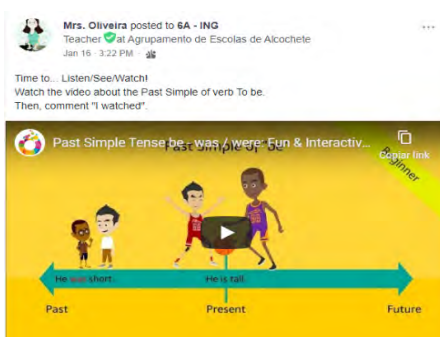 Mrs. Oliveira posted to 6A - ING
Teacher at Agrupamento de Escolas de Alcochete
Jan 16 · 3:22 PM ·
Time to... Listen/See/Watch!
Watch the video about the Past Simple of verb To be.
Then, comment "I watched".
Past Simple Tense be - was / were: Fun & Interactiv...
Past Simple of "be"
Copiar link
Beginner
He was short.
He is tall.
Past
Present
Future